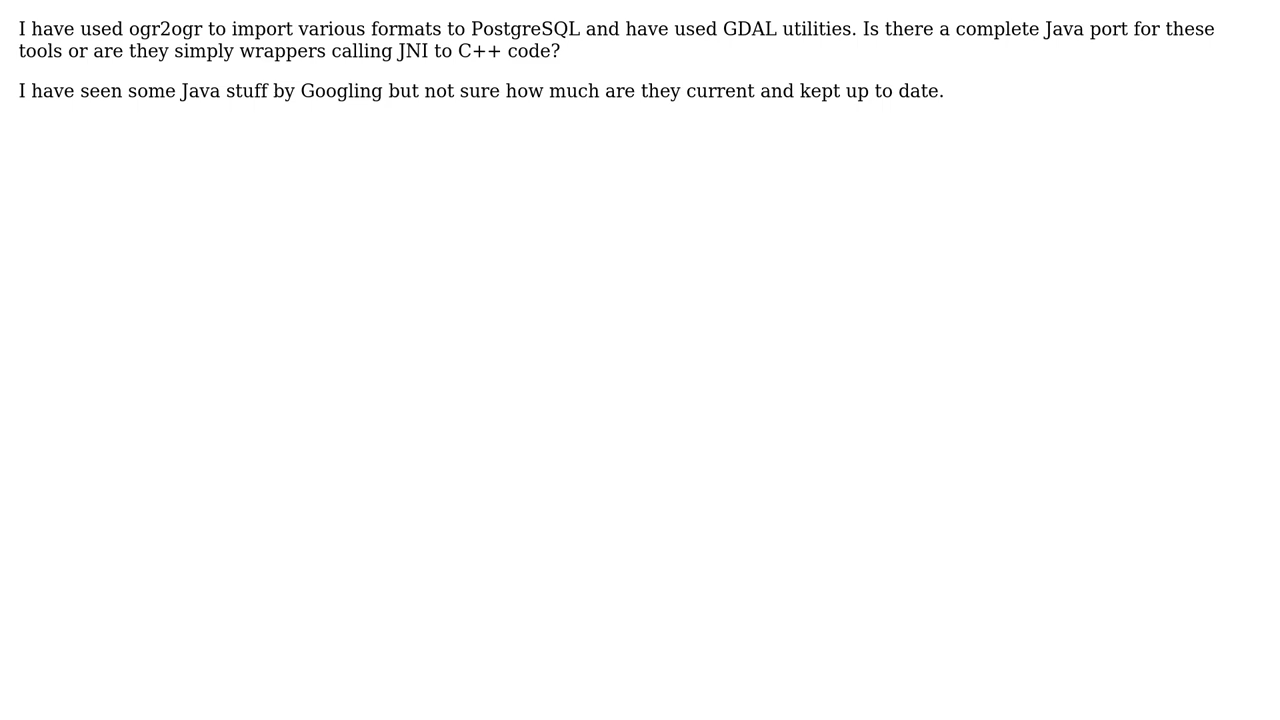 I have used ogr2ogr to import various formats to PostgreSQL and have used GDAL utilities. Is there a complete Java port for these
tools or are they simply wrappers calling JNI to C++ code?
I have seen some Java stuff by Googling but not sure how much are they current and kept up to date.